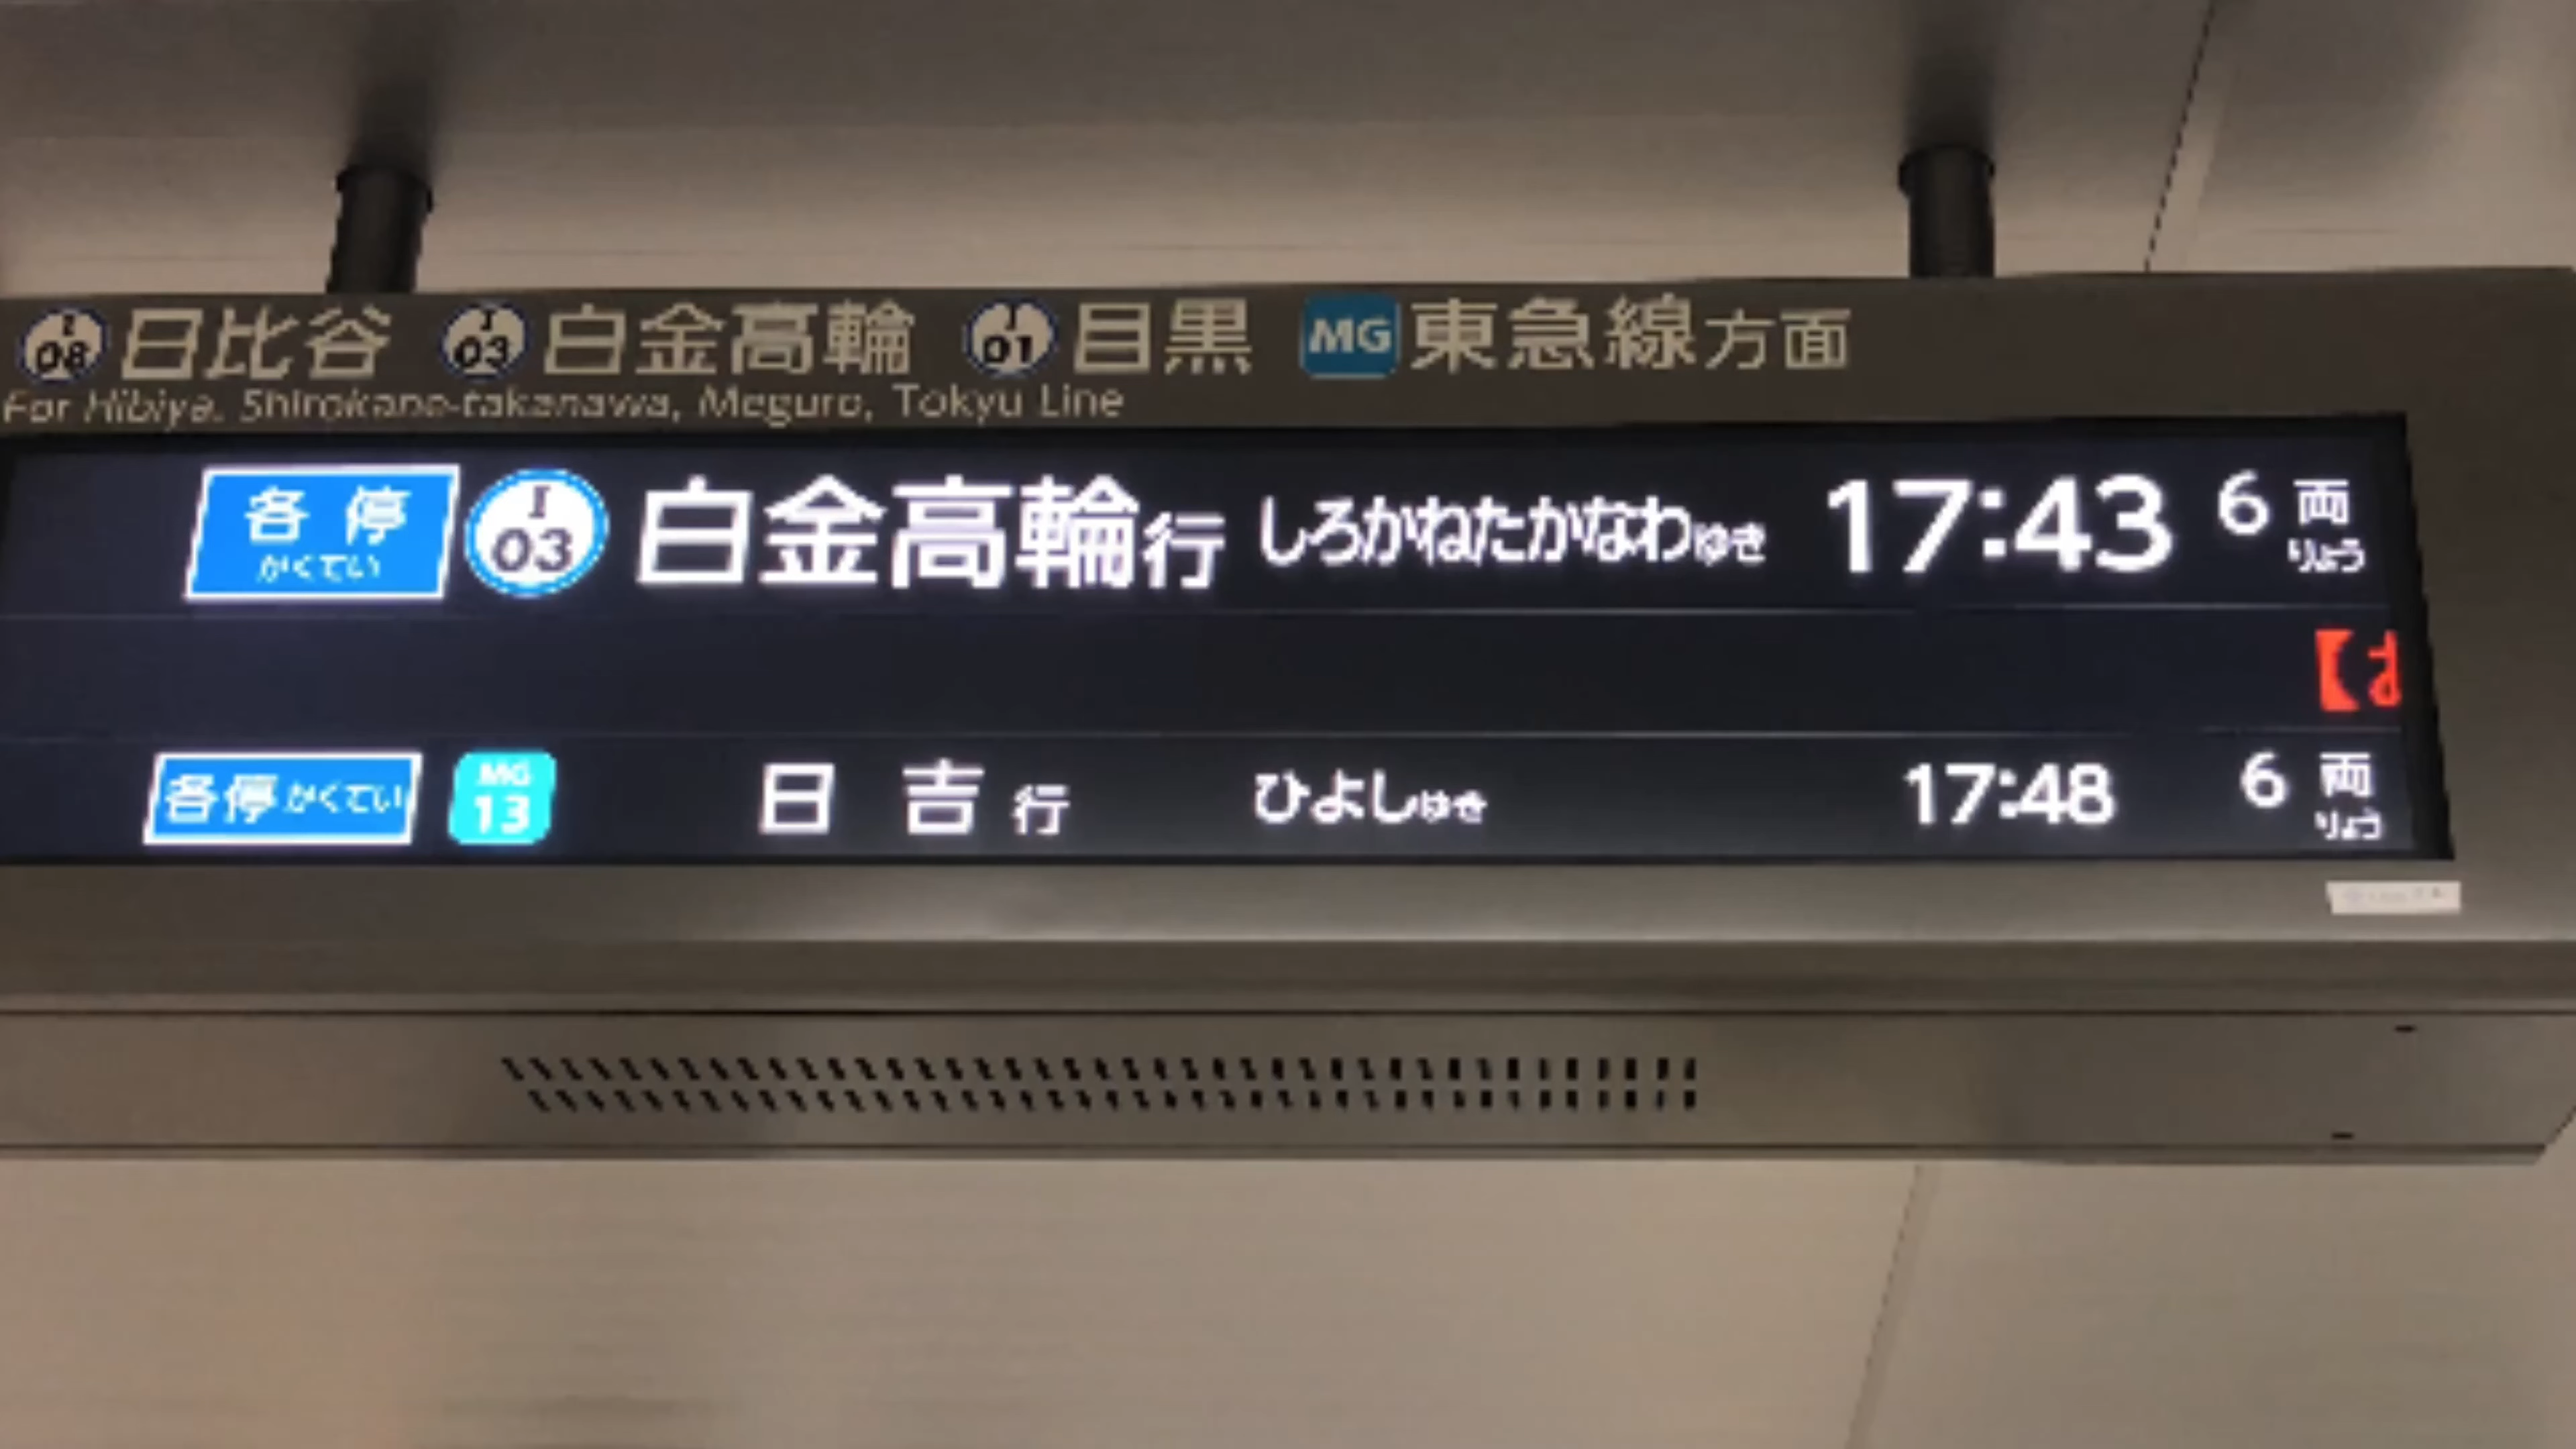 I 08 日比谷 I 03 白金高輪 I 01 目黒 MG 東急線方面
For Hibiya, Shirokane-takanawa, Meguro, Tokyu Line
各停 かくてい I 03 白金高輪行 しろかねたかなわゆき 17:43 6両 りょう
【お
各停 かくてい MG 13 日吉行 ひよしゆき 17:48 6両 りょう